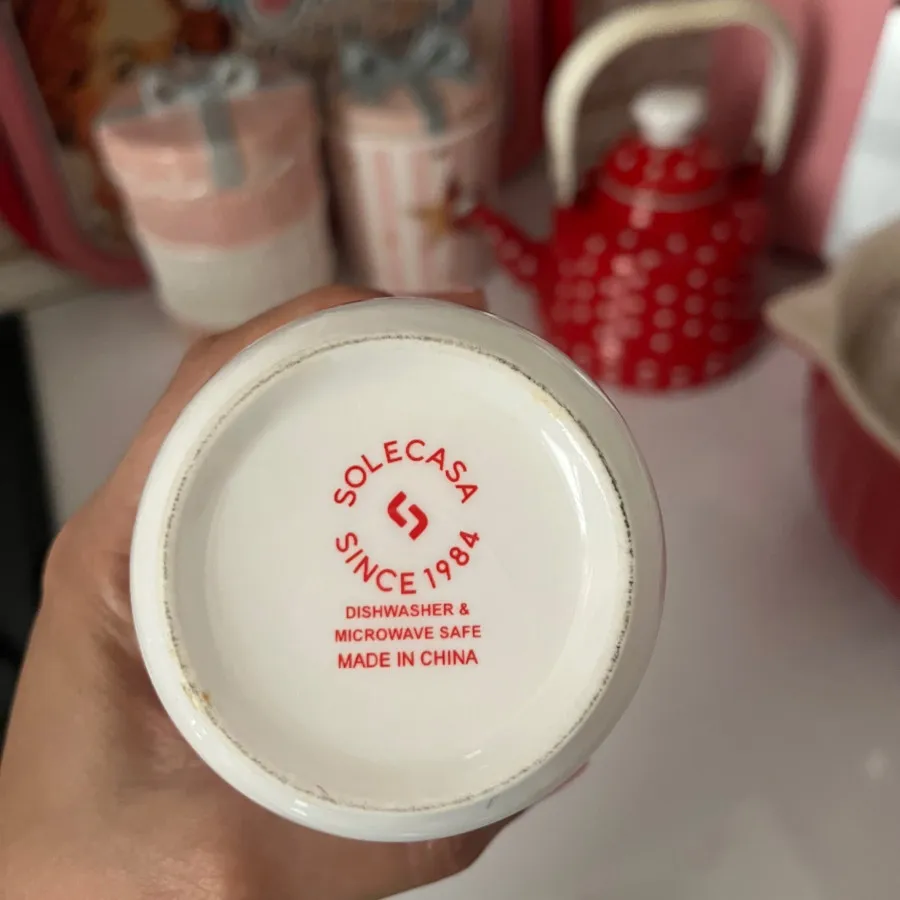 SOLECASA
SINCE 1984
DISHWASHER &
MICROWAVE SAFE
MADE IN CHINA